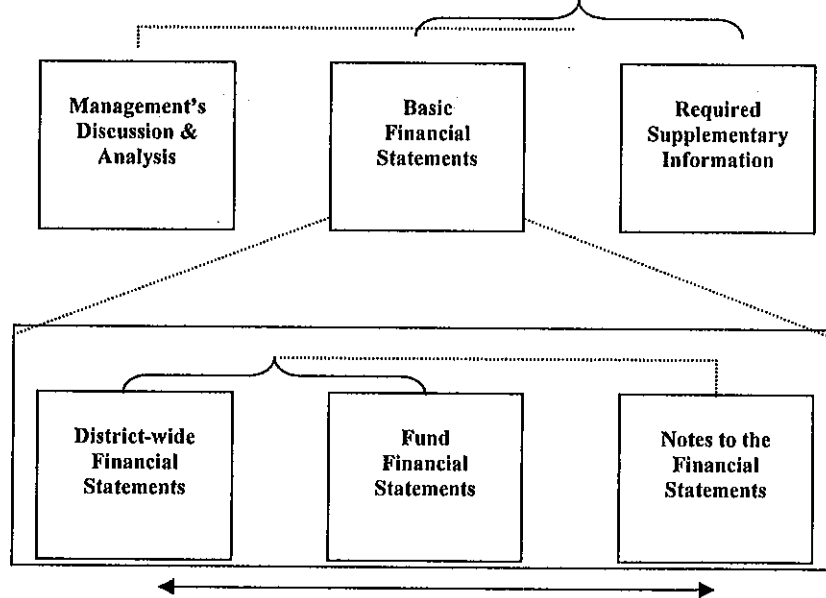 Management's
Discussion &
Analysis
Basic
Financial
Statements
Required
Supplementary
Information
District-wide
Financial
Statements
Fund
Financial
Statements
Notes to the
Financial
Statements